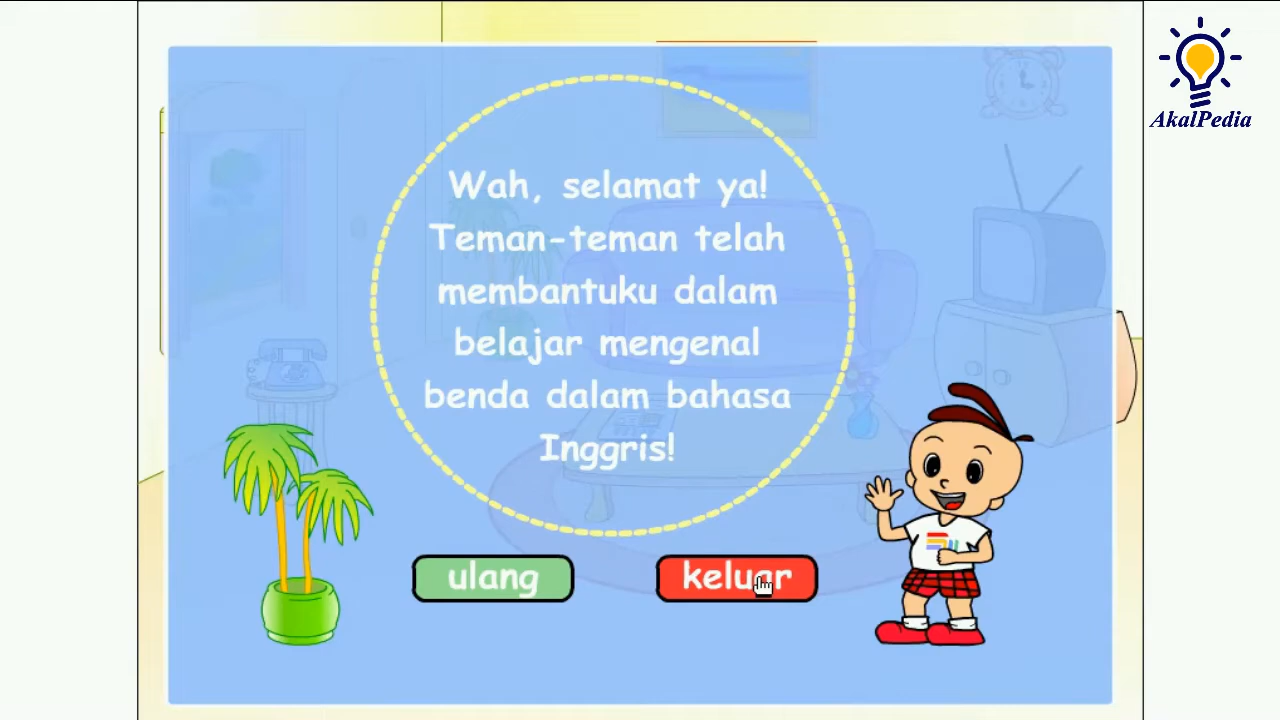 AkalPedia
Wah, selamat ya!
Teman-teman telah
membantuku dalam
belajar mengenal
benda dalam bahasa
Inggris!
ulang
keluar